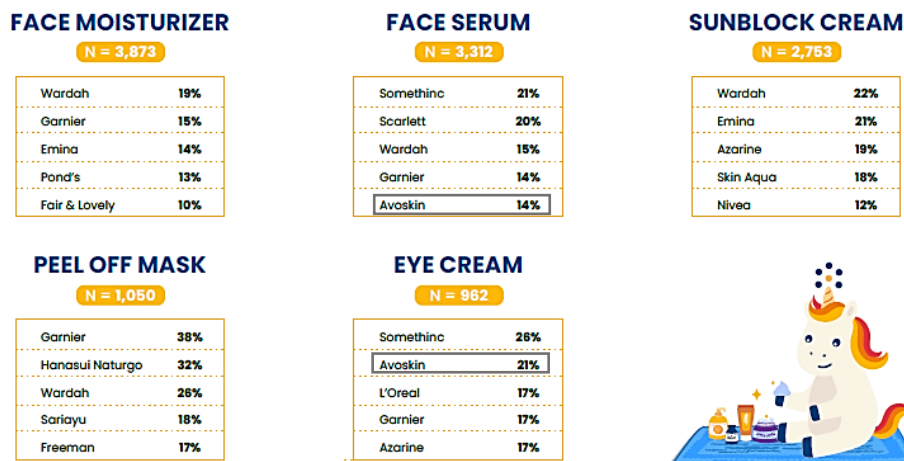 FACE MOISTURIZER
N = 3,873
Wardah 19%
Garnier 15%
Emina 14%
Pond's 13%
Fair & Lovely 10%
FACE SERUM
N = 3,312
Somethinc 21%
Scarlett 20%
Wardah 15%
Garnier 14%
Avoskin 14%
SUNBLOCK CREAM
N = 2,753
Wardah 22%
Emina 21%
Azarine 19%
Skin Aqua 18%
Nivea 12%
PEEL OFF MASK
N = 1,050
Garnier 38%
Hanasui Naturgo 32%
Wardah 26%
Sariayu 18%
Freeman 17%
EYE CREAM
N = 962
Somethinc 26%
Avoskin 21%
L'Oreal 17%
Garnier 17%
Azarine 17%